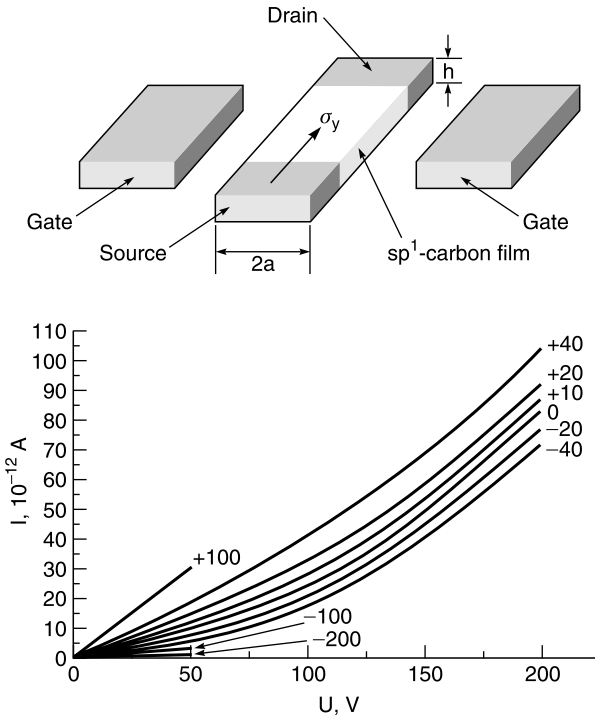 Drain
h
σy
Gate
Source
2a
sp1-carbon film
Gate
I, 10−12 A
110
100
90
80
70
60
50
40
30
20
10
0
+40
+20
+10
0
−20
−40
+100
−100
−200
0
50
100
150
200
U, V